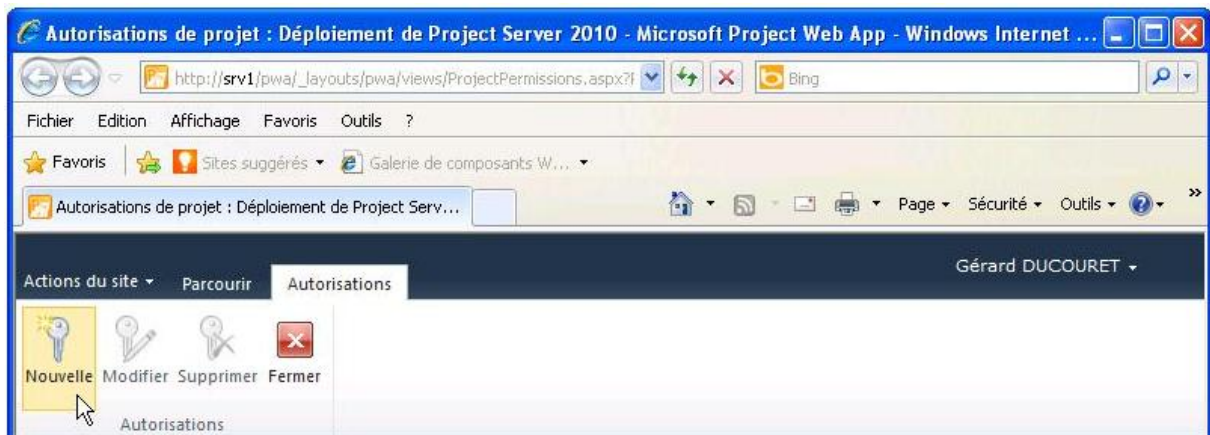 Autorisations de projet : Déploiement de Project Server 2010 - Microsoft Project Web App - Windows Internet ...
http://srv1/pwa/_layouts/pwa/views/ProjectPermissions.aspx? Bing
Fichier Edition Affichage Favoris Outils ?
Favoris Sites suggérés Galerie de composants W...
Autorisations de projet : Déploiement de Project Serv... Page Sécurité Outils »
Gérard DUCOURET
Actions du site Parcourir Autorisations
Nouvelle Modifier Supprimer Fermer
Autorisations